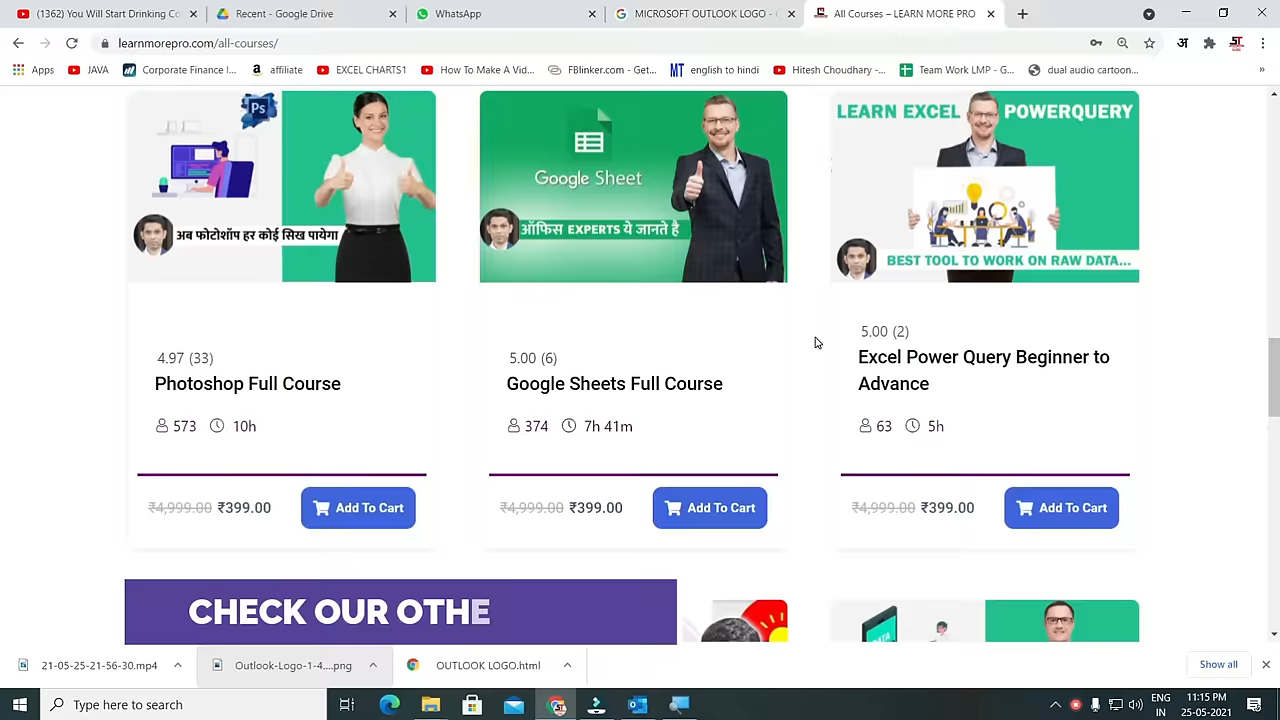 (1362) You Will Start Drinking Co
Recent - Google Drive
WhatsApp
MICROSOFT OUTLOOK LOGO - G
All Courses – LEARN MORE PRO
learnmorepro.com/all-courses/
अ
Apps
JAVA
Corporate Finance I...
affiliate
EXCEL CHARTS1
How To Make A Vid...
FBlinker.com - Get...
MT english to hindi
Hitesh Choudhary -...
Team Work LMP - G...
dual audio cartoon...
Ps
अब फोटोशॉप हर कोई सिख पायेगा
Google Sheet
ऑफिस EXPERTS ये जानते है
LEARN EXCEL POWERQUERY
BEST TOOL TO WORK ON RAW DATA...
4.97 (33)
Photoshop Full Course
573 10h
₹4,999.00 ₹399.00 Add To Cart
5.00 (6)
Google Sheets Full Course
374 7h 41m
₹4,999.00 ₹399.00 Add To Cart
5.00 (2)
Excel Power Query Beginner to
Advance
63 5h
₹4,999.00 ₹399.00 Add To Cart
CHECK OUR OTHE
DATA
21-05-25-21-56-30.mp4
Outlook-Logo-1-4....png
OUTLOOK LOGO.html
Show all
Type here to search
ENG
IN
11:15 PM
25-05-2021